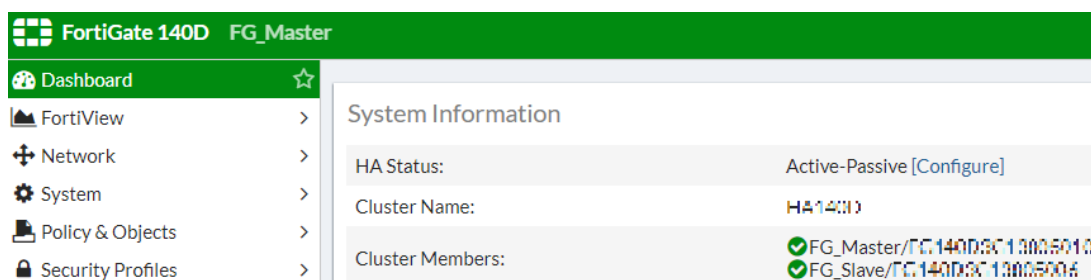 FortiGate 140D FG_Master
Dashboard
FortiView
System Information
Network
HA Status: Active-Passive [Configure]
System
Cluster Name: HA140D
Policy & Objects
Cluster Members: FG_Master/
Security Profiles
FG_Slave/